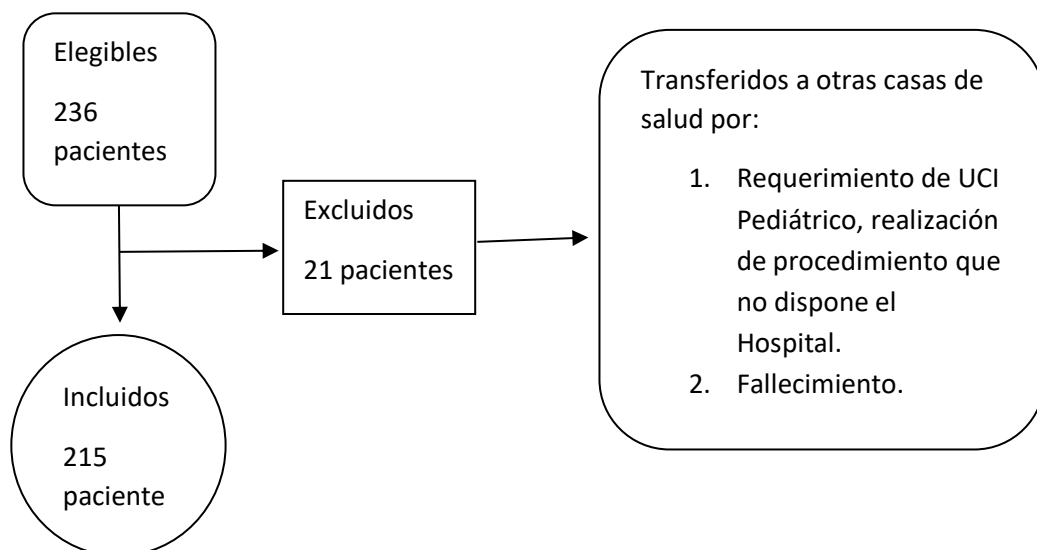 Elegibles
236
pacientes
Excluidos
21 pacientes
Transferidos a otras casas de
salud por:
1. Requerimiento de UCI
Pediátrico, realización
de procedimiento que
no dispone el
Hospital.
2. Fallecimiento.
Incluidos
215
paciente